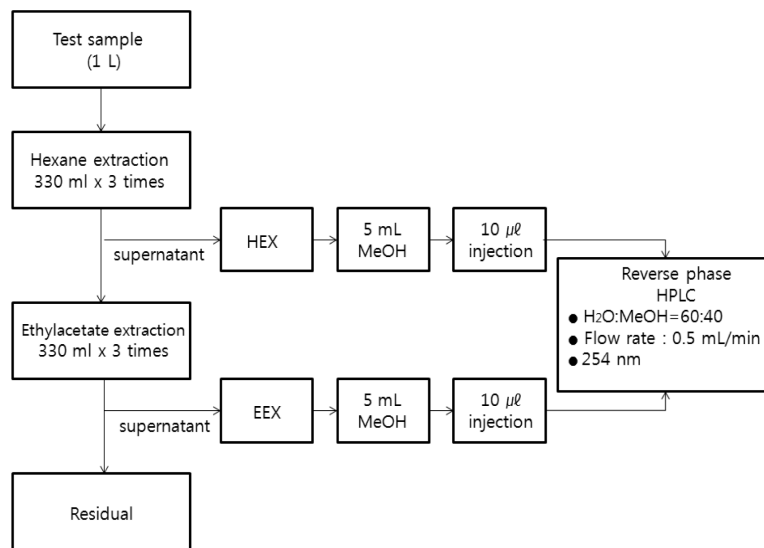 Test sample
(1 L)
Hexane extraction
330 ml x 3 times
supernatant
HEX
5 mL
MeOH
10 μℓ
injection
Reverse phase
HPLC
● H2O:MeOH=60:40
● Flow rate : 0.5 mL/min
● 254 nm
Ethylacetate extraction
330 ml x 3 times
supernatant
EEX
5 mL
MeOH
10 μℓ
injection
Residual